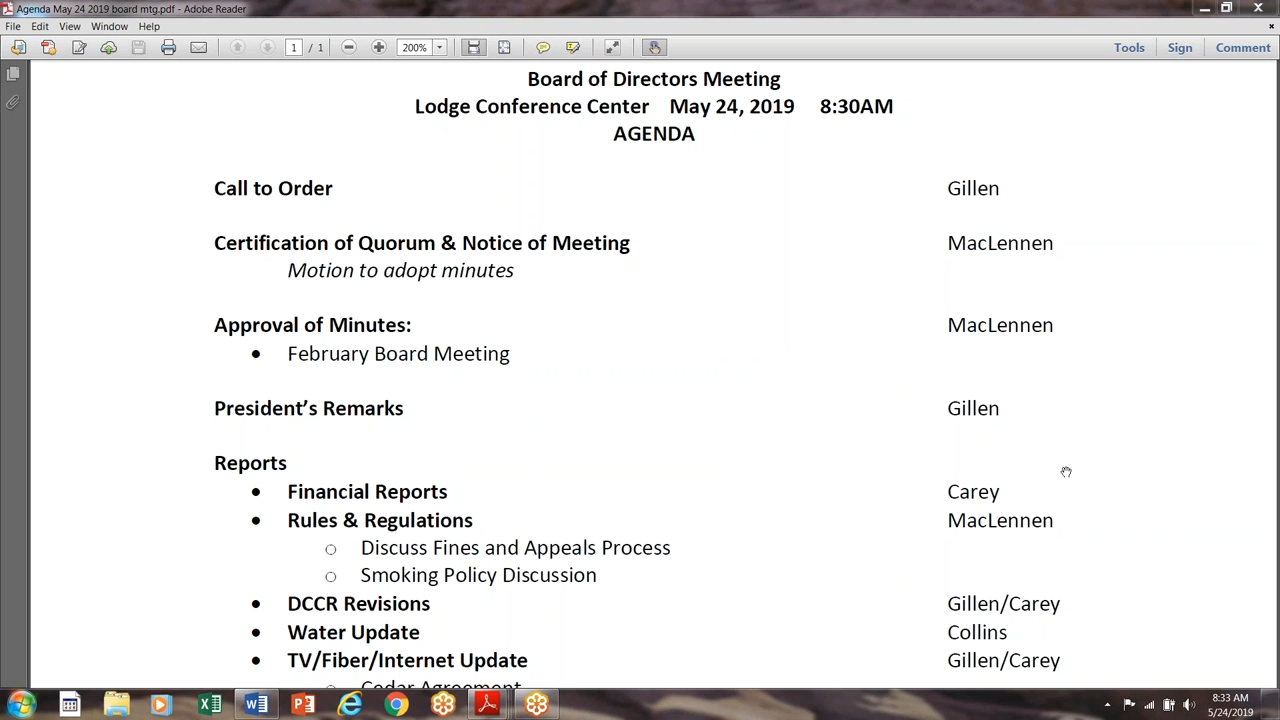 Agenda May 24 2019 board mtg.pdf - Adobe Reader
File Edit View Window Help
1 / 1 200% Tools Sign Comment
Board of Directors Meeting
Lodge Conference Center May 24, 2019 8:30AM
AGENDA
Call to Order Gillen
Certification of Quorum & Notice of Meeting MacLennen
Motion to adopt minutes
Approval of Minutes: MacLennen
• February Board Meeting
President's Remarks Gillen
Reports
• Financial Reports Carey
• Rules & Regulations MacLennen
○ Discuss Fines and Appeals Process
○ Smoking Policy Discussion
• DCCR Revisions Gillen/Carey
• Water Update Collins
• TV/Fiber/Internet Update Gillen/Carey
○ Cedar Agreement
8:33 AM
5/24/2019